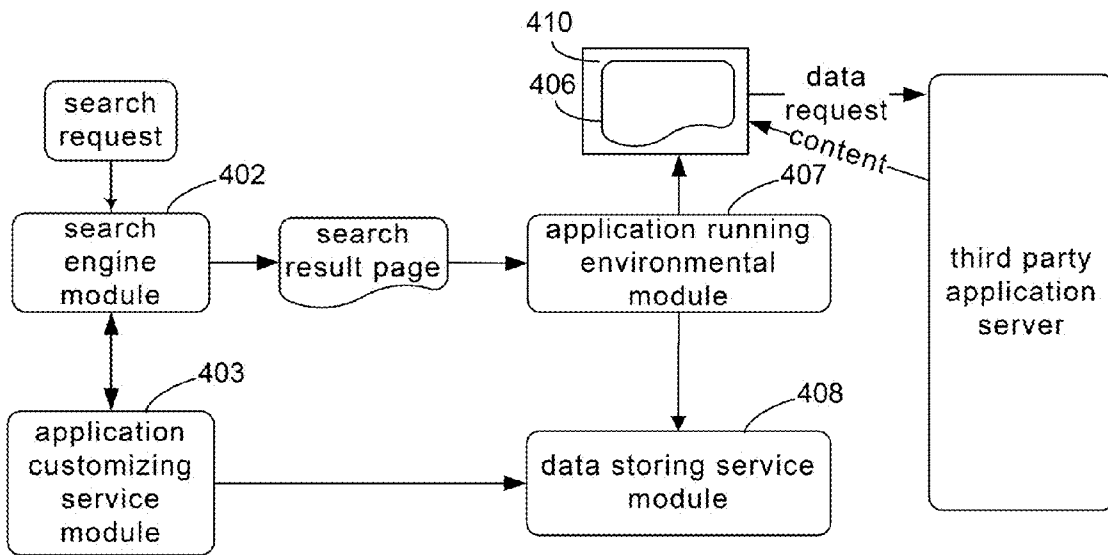 410
406
data
request
content
search
request
402
search
engine
module
search
result page
407
application running
environmental
module
third party
application
server
403
application
customizing
service
module
408
data storing service
module